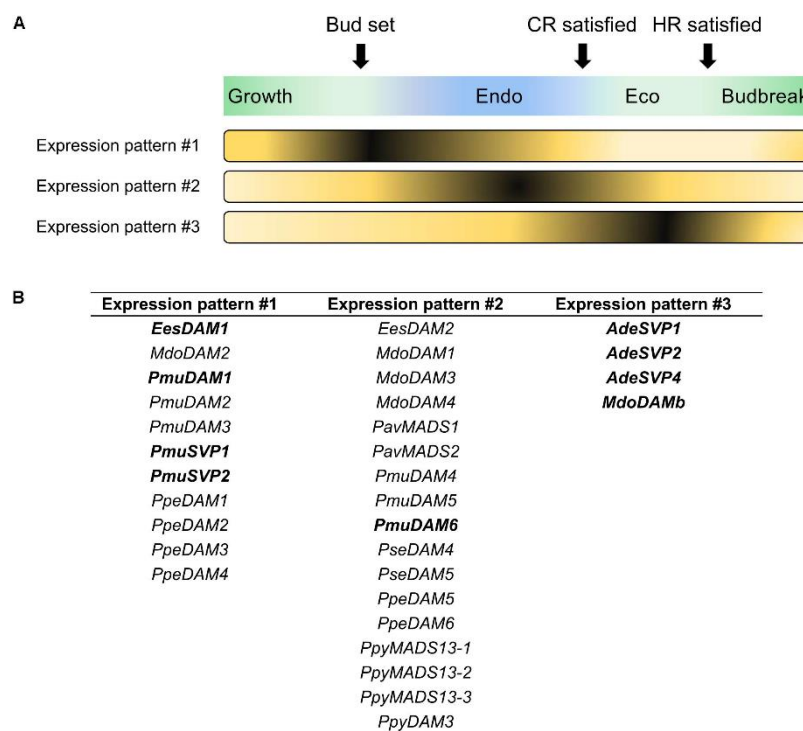 A
Bud set CR satisfied HR satisfied
Growth Endo Eco Budbreak
Expression pattern #1
Expression pattern #2
Expression pattern #3
B
Expression pattern #1 Expression pattern #2 Expression pattern #3
EesDAM1 EesDAM2 AdeSVP1
MdoDAM2 MdoDAM1 AdeSVP2
PmuDAM1 MdoDAM3 AdeSVP4
PmuDAM2 MdoDAM4 MdoDAMb
PmuDAM3 PavMADS1
PmuSVP1 PavMADS2
PmuSVP2 PmuDAM4
PpeDAM1 PmuDAM5
PpeDAM2 PmuDAM6
PpeDAM3 PseDAM4
PpeDAM4 PseDAM5
PpeDAM5
PpeDAM6
PpyMADS13-1
PpyMADS13-2
PpyMADS13-3
PpyDAM3